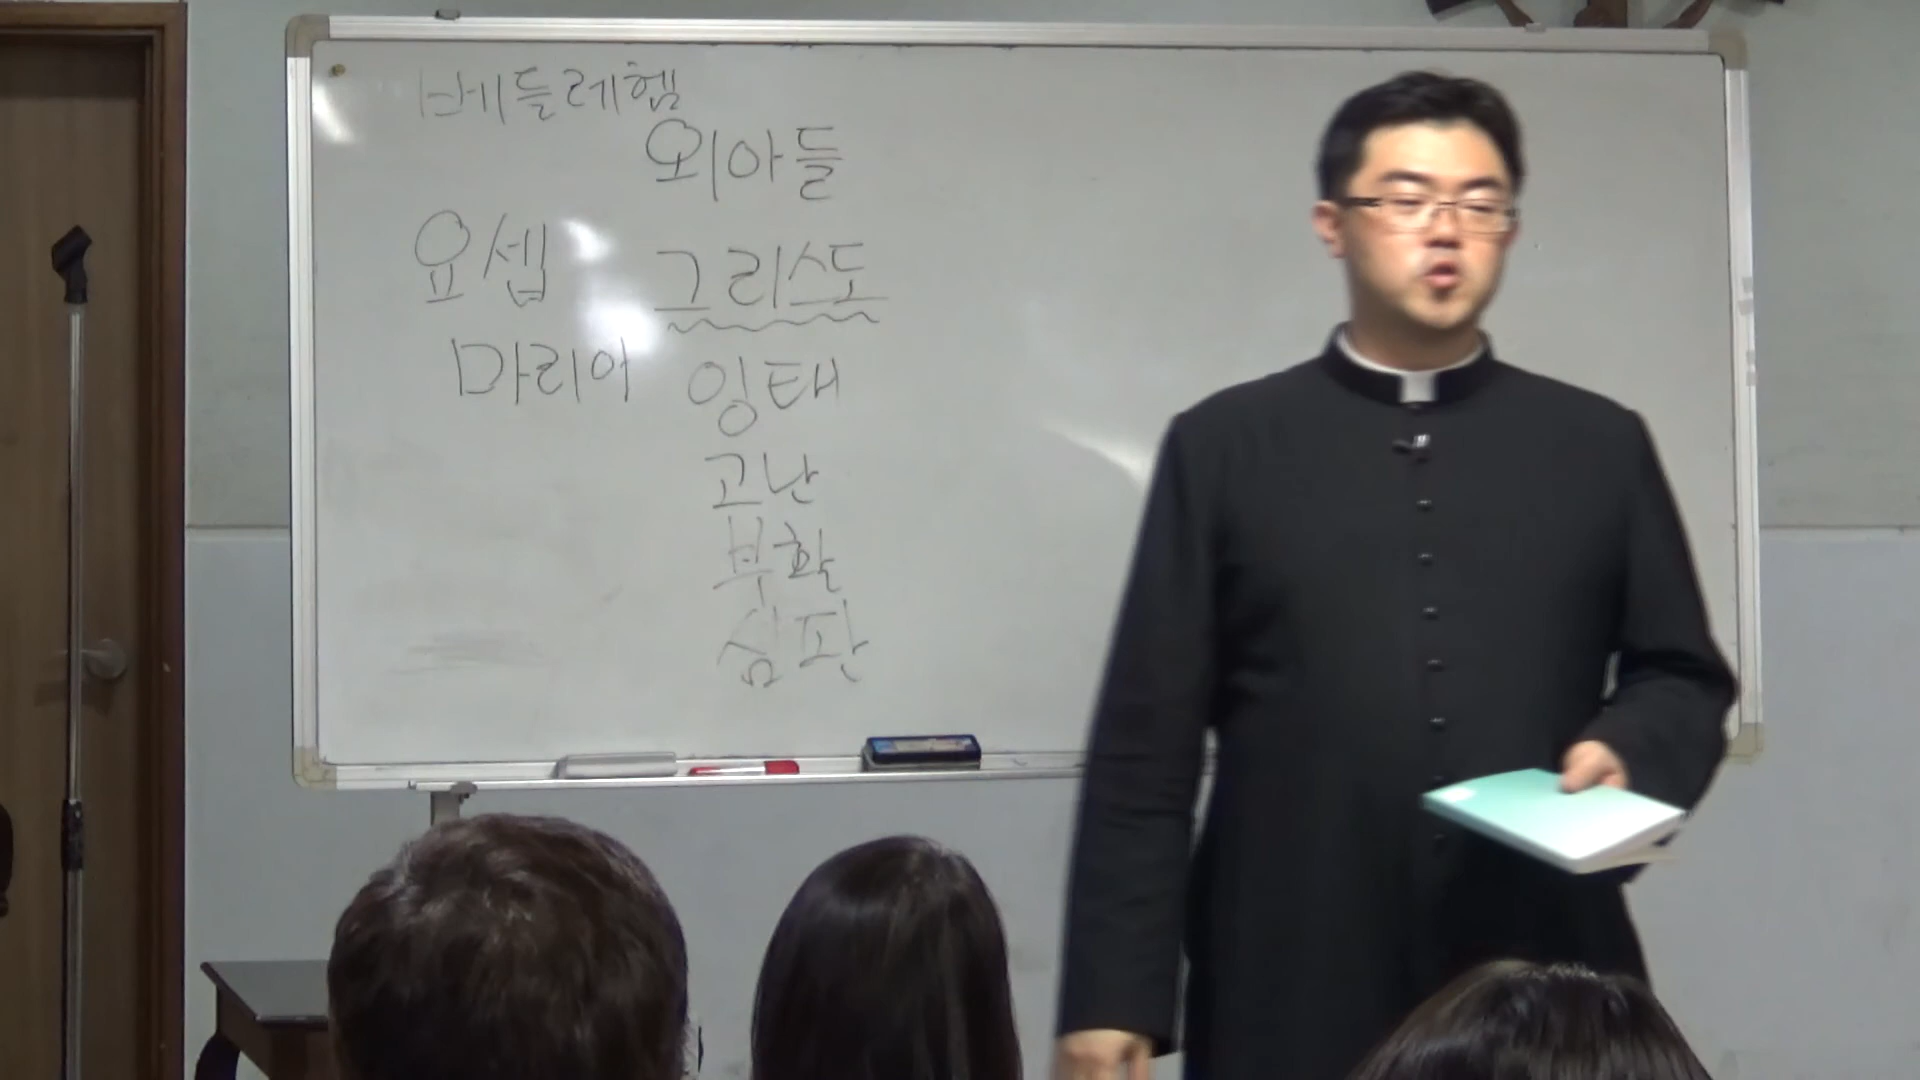 베들레헴
외아들
요셉 그리스도
마리아 잉태
고난
부활
심판